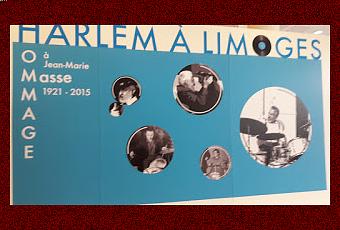 HARLEM À LIMOGES
HOMMAGE
à
Jean-Marie
Masse
1921 - 2015